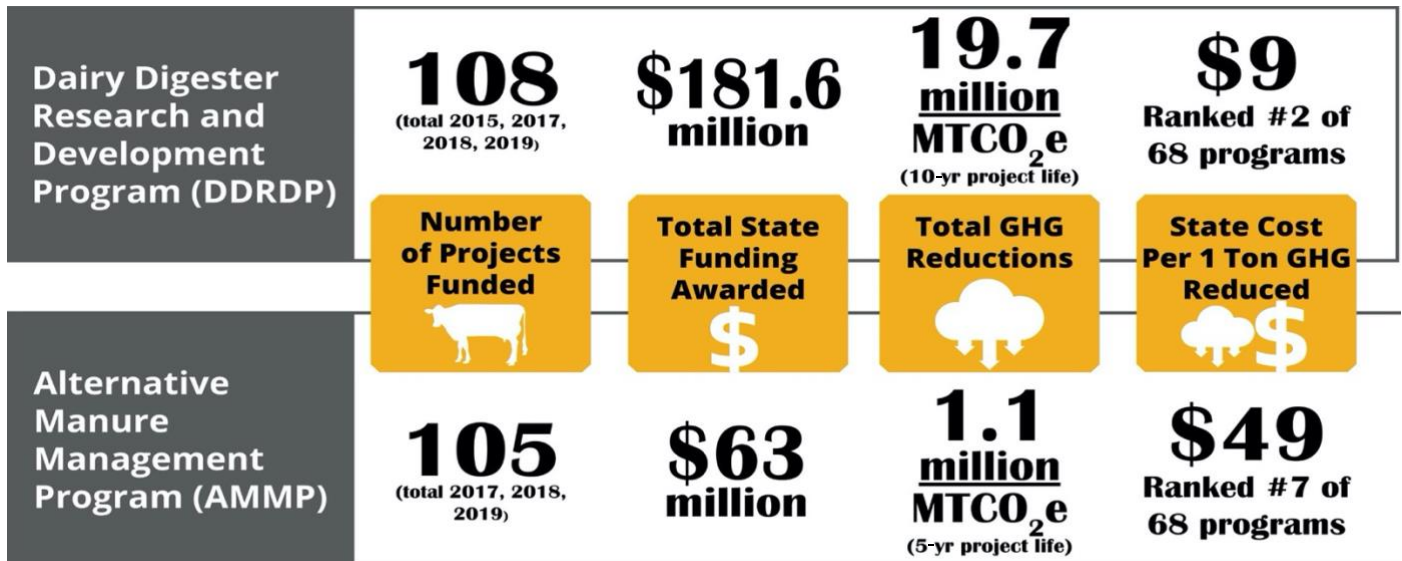 Dairy Digester
Research and
Development
Program (DDRDP)
108
(total 2015, 2017,
2018, 2019)
$181.6
million
19.7
million
MTCO₂e
(10-yr project life)
$9
Ranked #2 of
68 programs
Number
of Projects
Funded
Total State
Funding
Awarded
$
Total GHG
Reductions
State Cost
Per 1 Ton GHG
Reduced
$
Alternative
Manure
Management
Program (AMMP)
105
(total 2017, 2018,
2019)
$63
million
1.1
million
MTCO₂e
(5-yr project life)
$49
Ranked #7 of
68 programs